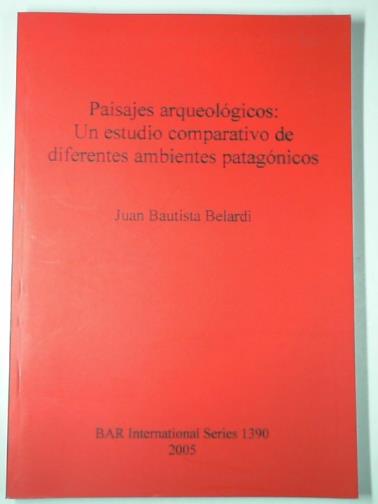 Paisajes arqueológicos:
Un estudio comparativo de
diferentes ambientes patagónicos
Juan Bautista Belardi
BAR International Series 1390
2005